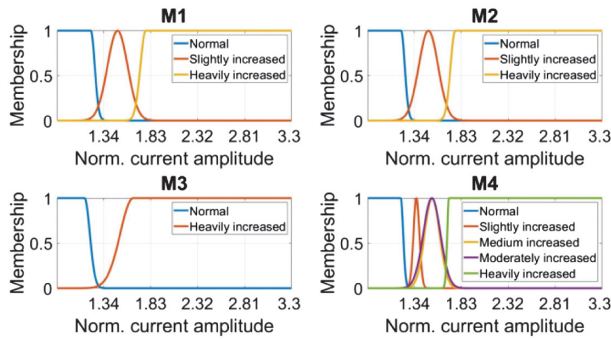 M1
Membership
1
0.5
0
Normal
Slightly increased
Heavily increased
1.34 1.83 2.32 2.81 3.3
Norm. current amplitude
M2
Membership
1
0.5
0
Normal
Slightly increased
Heavily increased
1.34 1.83 2.32 2.81 3.3
Norm. current amplitude
M3
Membership
1
0.5
0
Normal
Heavily increased
1.34 1.83 2.32 2.81 3.3
Norm. current amplitude
M4
Membership
1
0.5
0
Normal
Slightly increased
Medium increased
Moderately increased
Heavily increased
1.34 1.83 2.32 2.81 3.3
Norm. current amplitude